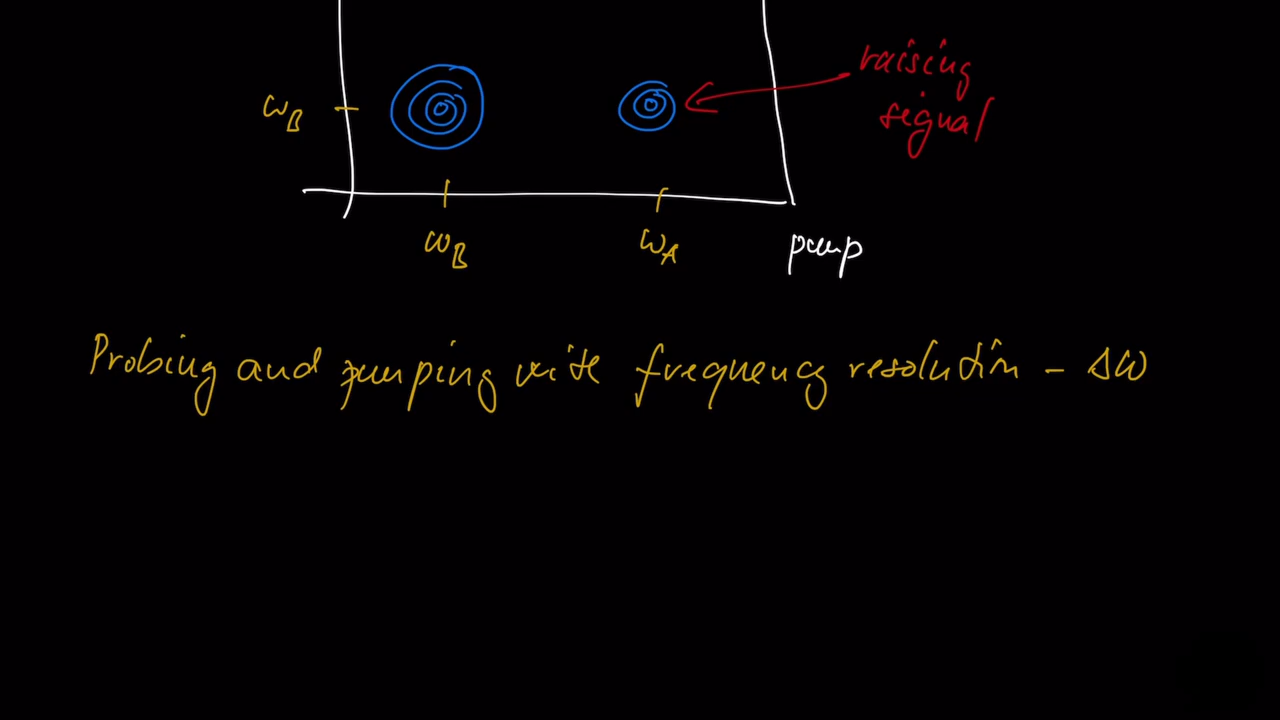 raising
signal
ω_B
ω_B ω_A pump
Probing and pumping with frequency resolution - Δω